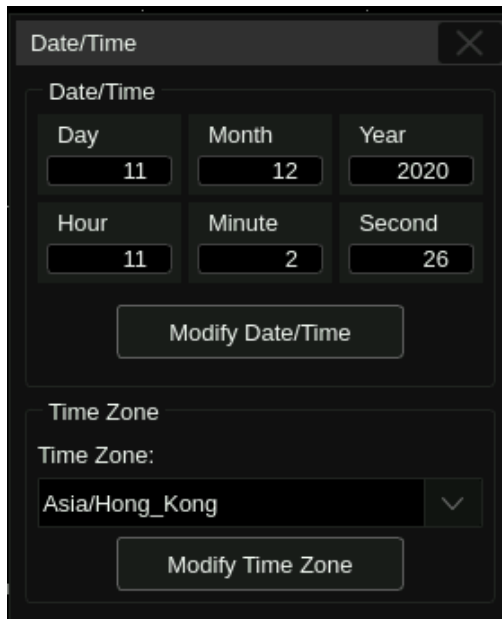 Date/Time
Date/Time
Day Month Year
11 12 2020
Hour Minute Second
11 2 26
Modify Date/Time
Time Zone
Time Zone:
Asia/Hong_Kong
Modify Time Zone